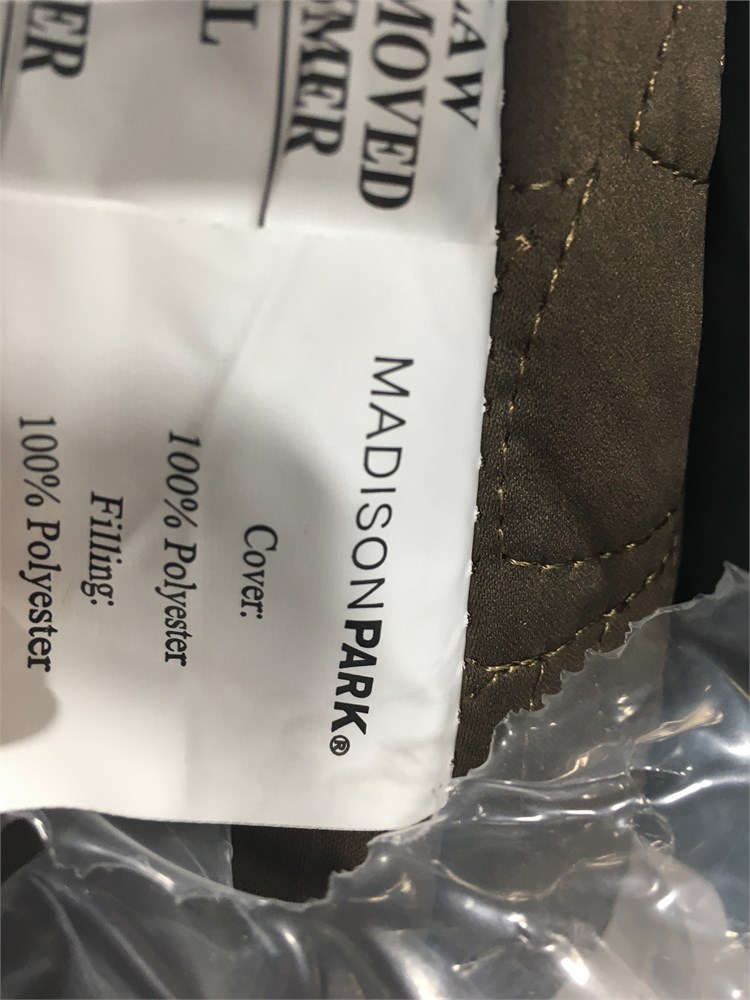 LAW
MOVED
MER
L
ER
MADISONPARK®
Cover:
100% Polyester
Filling:
100% Polyester